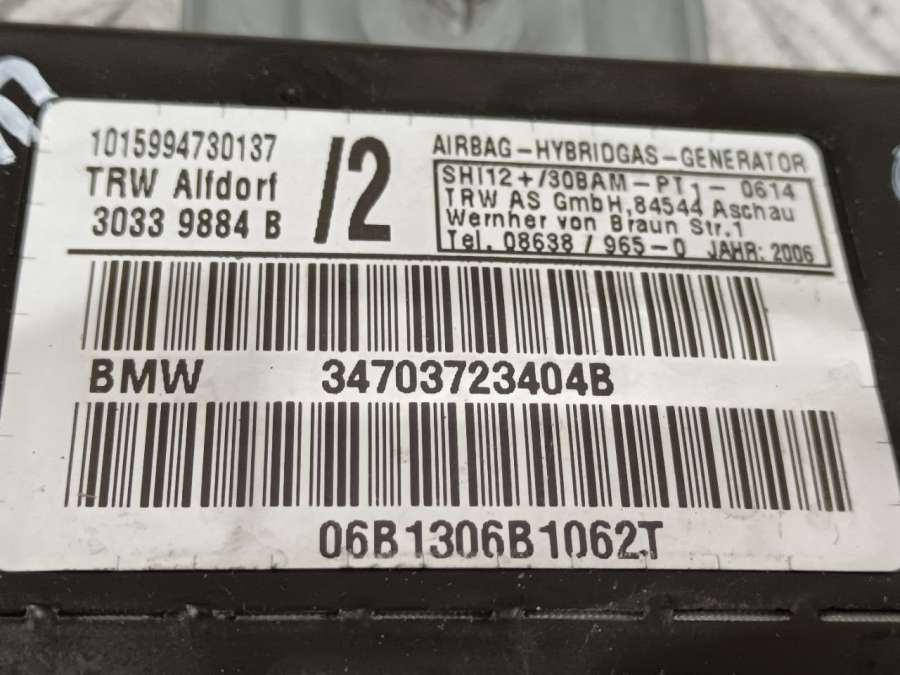 1015994730137
TRW Alfdorf
3033 9884 B
/2
AIRBAG-HYBRIDGAS-GENERATOR
SHI12+/30BAM-PT1-0614
TRW AS GmbH,84544 Aschau
Wernher von Braun Str.1
Tel. 08638/965-0 JAHR: 2006
BMW 34703723404B
06B1306B1062T